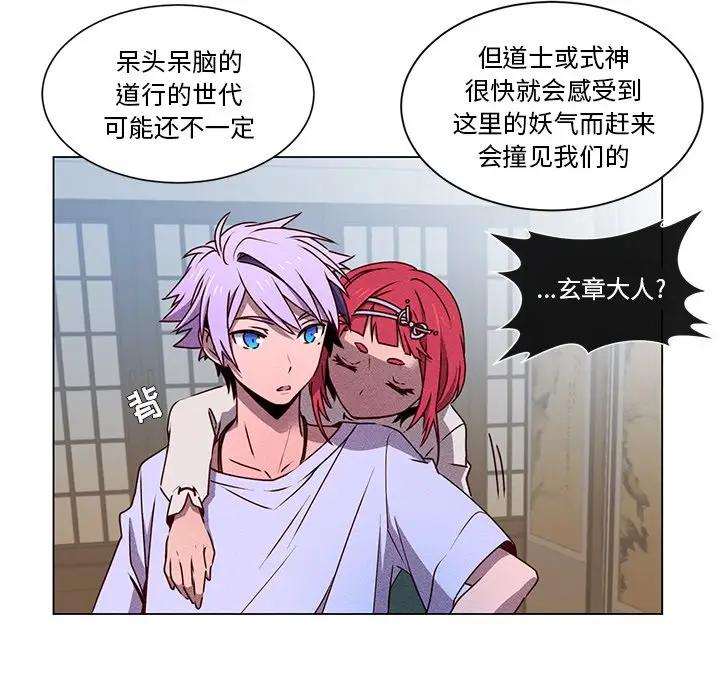 呆头呆脑的
道行的世代
可能还不一定
但道士或式神
很快就会感受到
这里的妖气而赶来
会撞见我们的
...玄章大人?
背